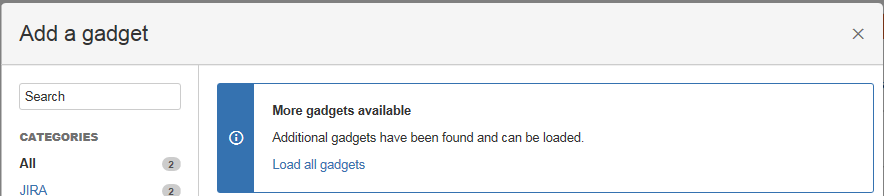 Add a gadget
Search
CATEGORIES
All 2
JIRA 2
More gadgets available
Additional gadgets have been found and can be loaded.
Load all gadgets